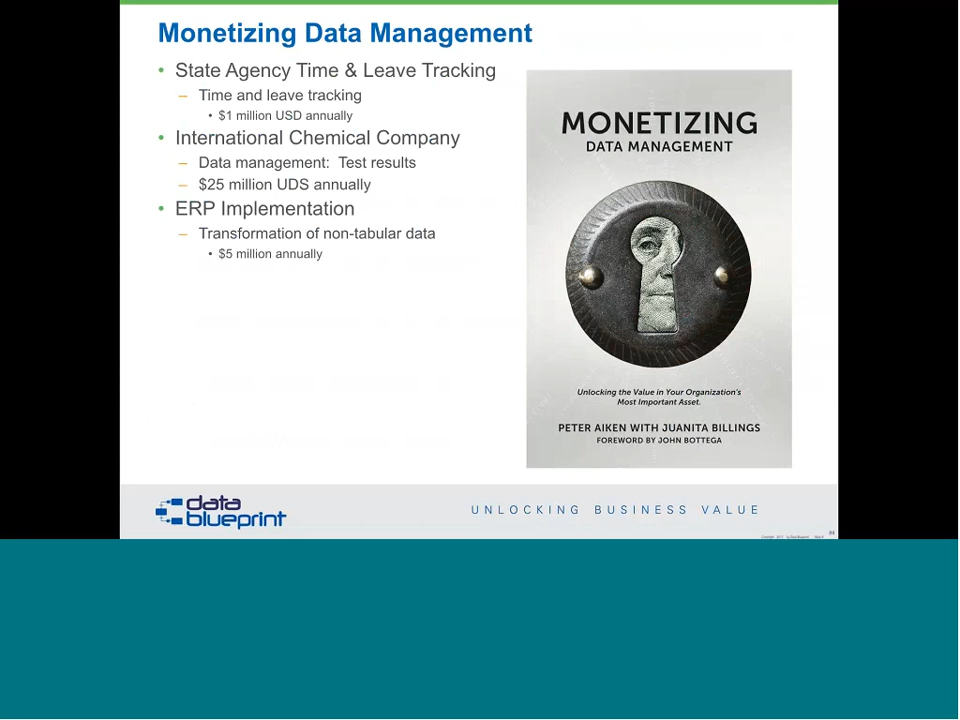 Monetizing Data Management
• State Agency Time & Leave Tracking
– Time and leave tracking
• $1 million USD annually
• International Chemical Company
– Data management: Test results
– $25 million UDS annually
• ERP Implementation
– Transformation of non-tabular data
• $5 million annually
MONETIZING
DATA MANAGEMENT
Unlocking the Value in Your Organization's
Most Important Asset.
PETER AIKEN WITH JUANITA BILLINGS
FOREWORD BY JOHN BOTTEGA
data
blueprint
UNLOCKING BUSINESS VALUE